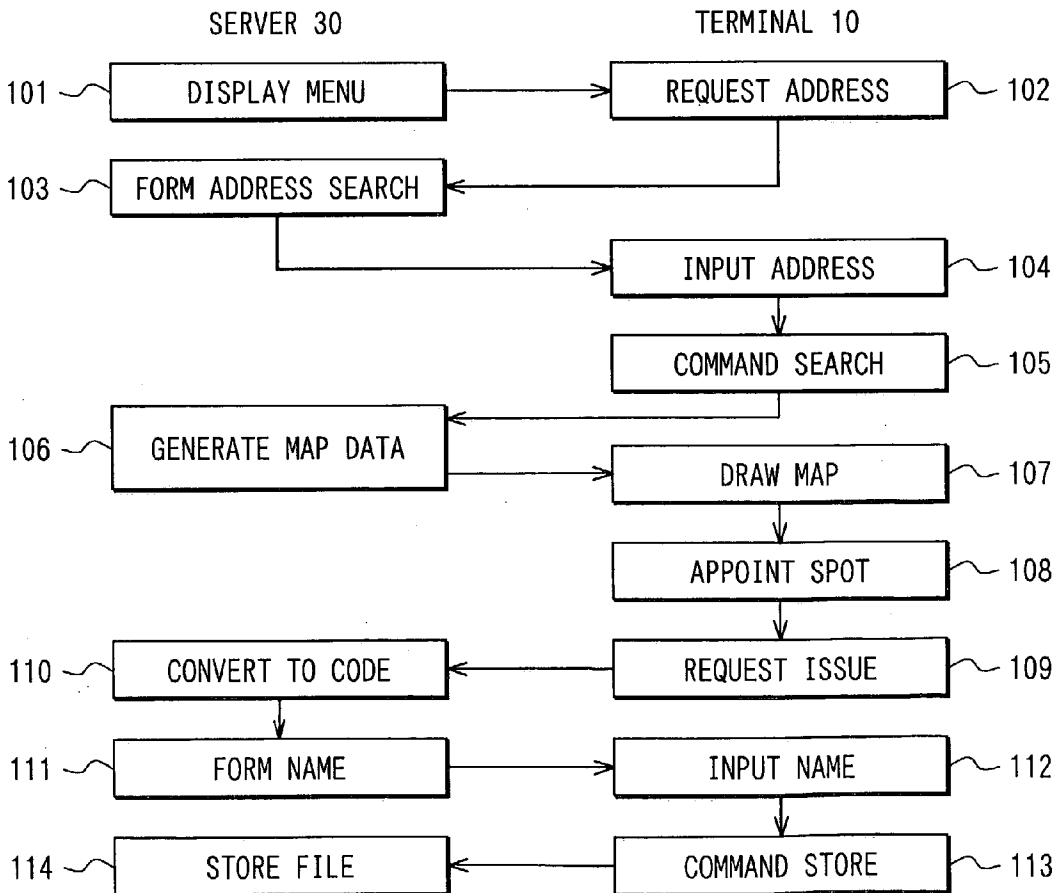 SERVER 30 TERMINAL 10
101 DISPLAY MENU REQUEST ADDRESS 102
103 FORM ADDRESS SEARCH
INPUT ADDRESS 104
COMMAND SEARCH 105
106 GENERATE MAP DATA
DRAW MAP 107
APPOINT SPOT 108
110 CONVERT TO CODE REQUEST ISSUE 109
111 FORM NAME INPUT NAME 112
114 STORE FILE COMMAND STORE 113